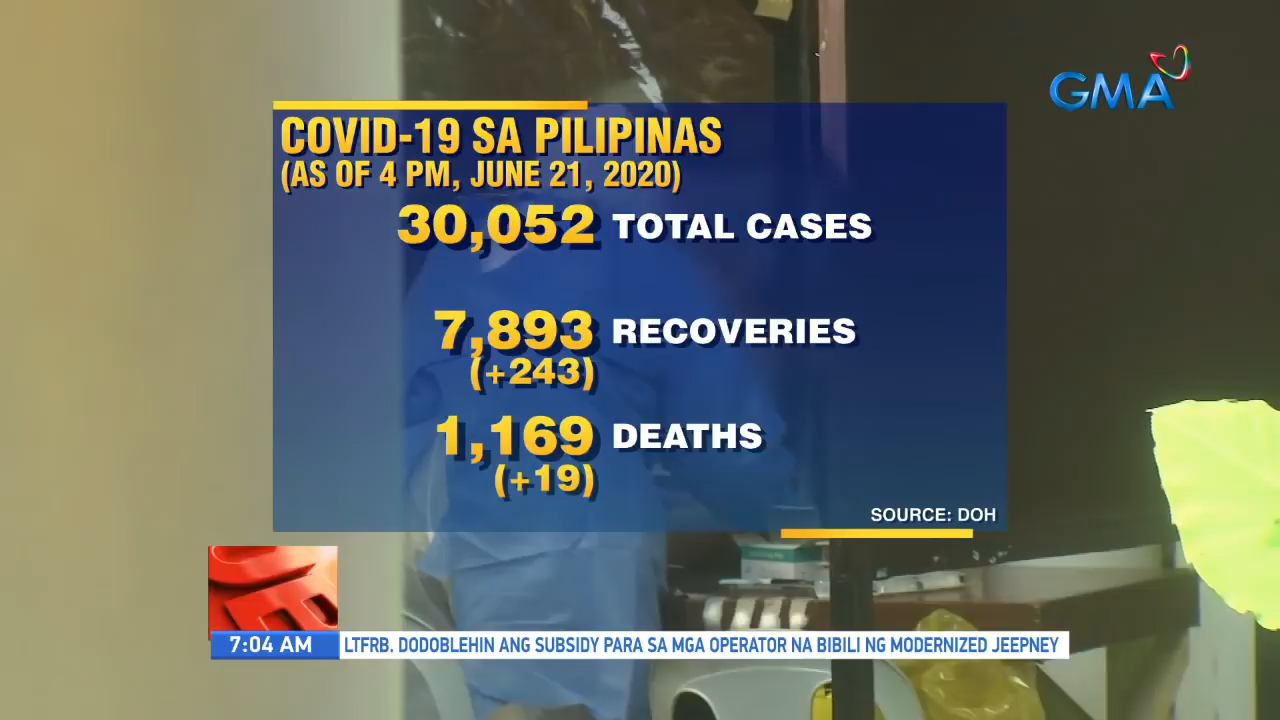 GMA
COVID-19 SA PILIPINAS
(AS OF 4 PM, JUNE 21, 2020)
30,052 TOTAL CASES
7,893 RECOVERIES
(+243)
1,169 DEATHS
(+19)
SOURCE: DOH
7:04 AM
LTFRB. DODOBLEHIN ANG SUBSIDY PARA SA MGA OPERATOR NA BIBILI NG MODERNIZED JEEPNEY